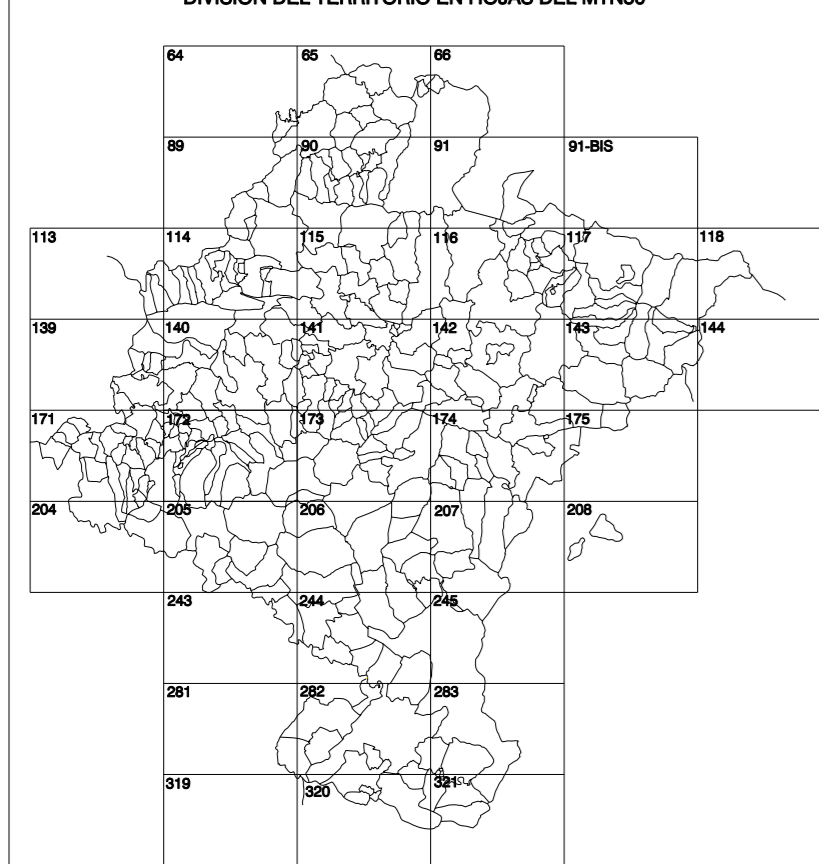 DIVISIÓN DEL TERRITORIO EN HOJAS DEL MTN50
64 65 66
89 90 91 91-BIS
113 114 115 116 117 118
139 140 141 142 143 144
171 172 173 174 175
204 205 206 207 208
243 244 245
281 282 283
319 320 321